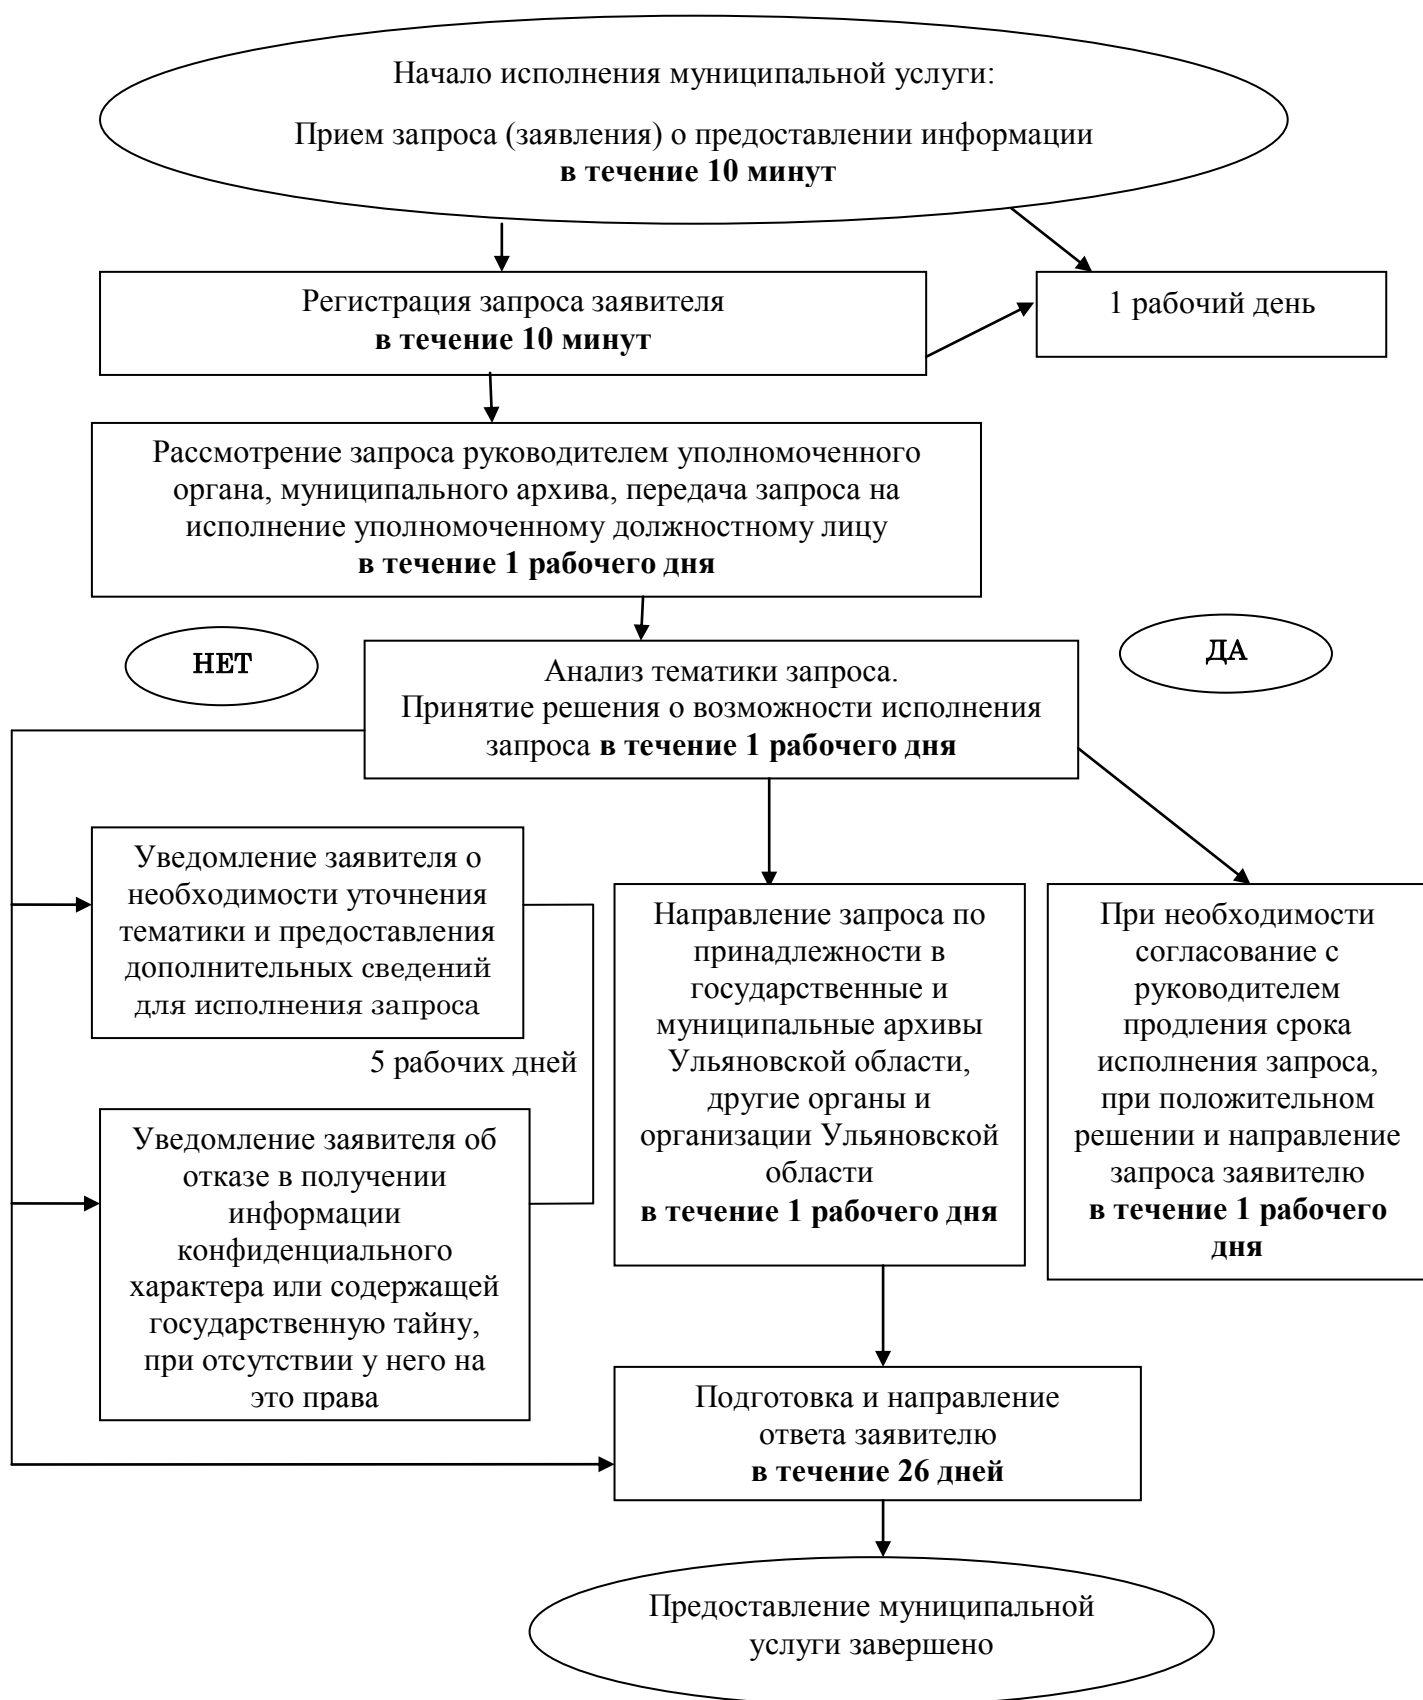 Начало исполнения муниципальной услуги:
Прием запроса (заявления) о предоставлении информации
в течение 10 минут
Регистрация запроса заявителя
в течение 10 минут
1 рабочий день
Рассмотрение запроса руководителем уполномоченного
органа, муниципального архива, передача запроса на
исполнение уполномоченному должностному лицу
в течение 1 рабочего дня
НЕТ
ДА
Анализ тематики запроса.
Принятие решения о возможности исполнения
запроса в течение 1 рабочего дня
Уведомление заявителя о
необходимости уточнения
тематики и предоставления
дополнительных сведений
для исполнения запроса
5 рабочих дней
Уведомление заявителя об
отказе в получении
информации
конфиденциального
характера или содержащей
государственную тайну,
при отсутствии у него на
это права
Направление запроса по
принадлежности в
государственные и
муниципальные архивы
Ульяновской области,
другие органы и
организации Ульяновской
области
в течение 1 рабочего дня
При необходимости
согласование с
руководителем
продления срока
исполнения запроса,
при положительном
решении и направление
запроса заявителю
в течение 1 рабочего
дня
Подготовка и направление
ответа заявителю
в течение 26 дней
Предоставление муниципальной
услуги завершено